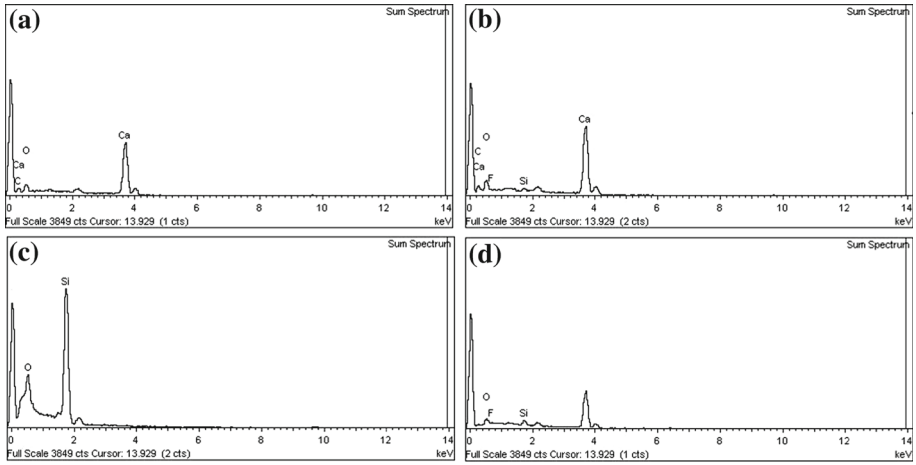 (a)
Sum Spectrum
Ca
O
Ca
C
0 2 4 6 8 10 12 14
Full Scale 3849 cts Cursor: 13.929 (1 cts) keV
(b)
Sum Spectrum
Ca
O
C
Ca
F
Si
0 2 4 6 8 10 12 14
Full Scale 3849 cts Cursor: 13.929 (2 cts) keV
(c)
Sum Spectrum
Si
O
0 2 4 6 8 10 12 14
Full Scale 3849 cts Cursor: 13.929 (2 cts) keV
(d)
Sum Spectrum
O
F
Si
0 2 4 6 8 10 12 14
Full Scale 3849 cts Cursor: 13.929 (1 cts) keV